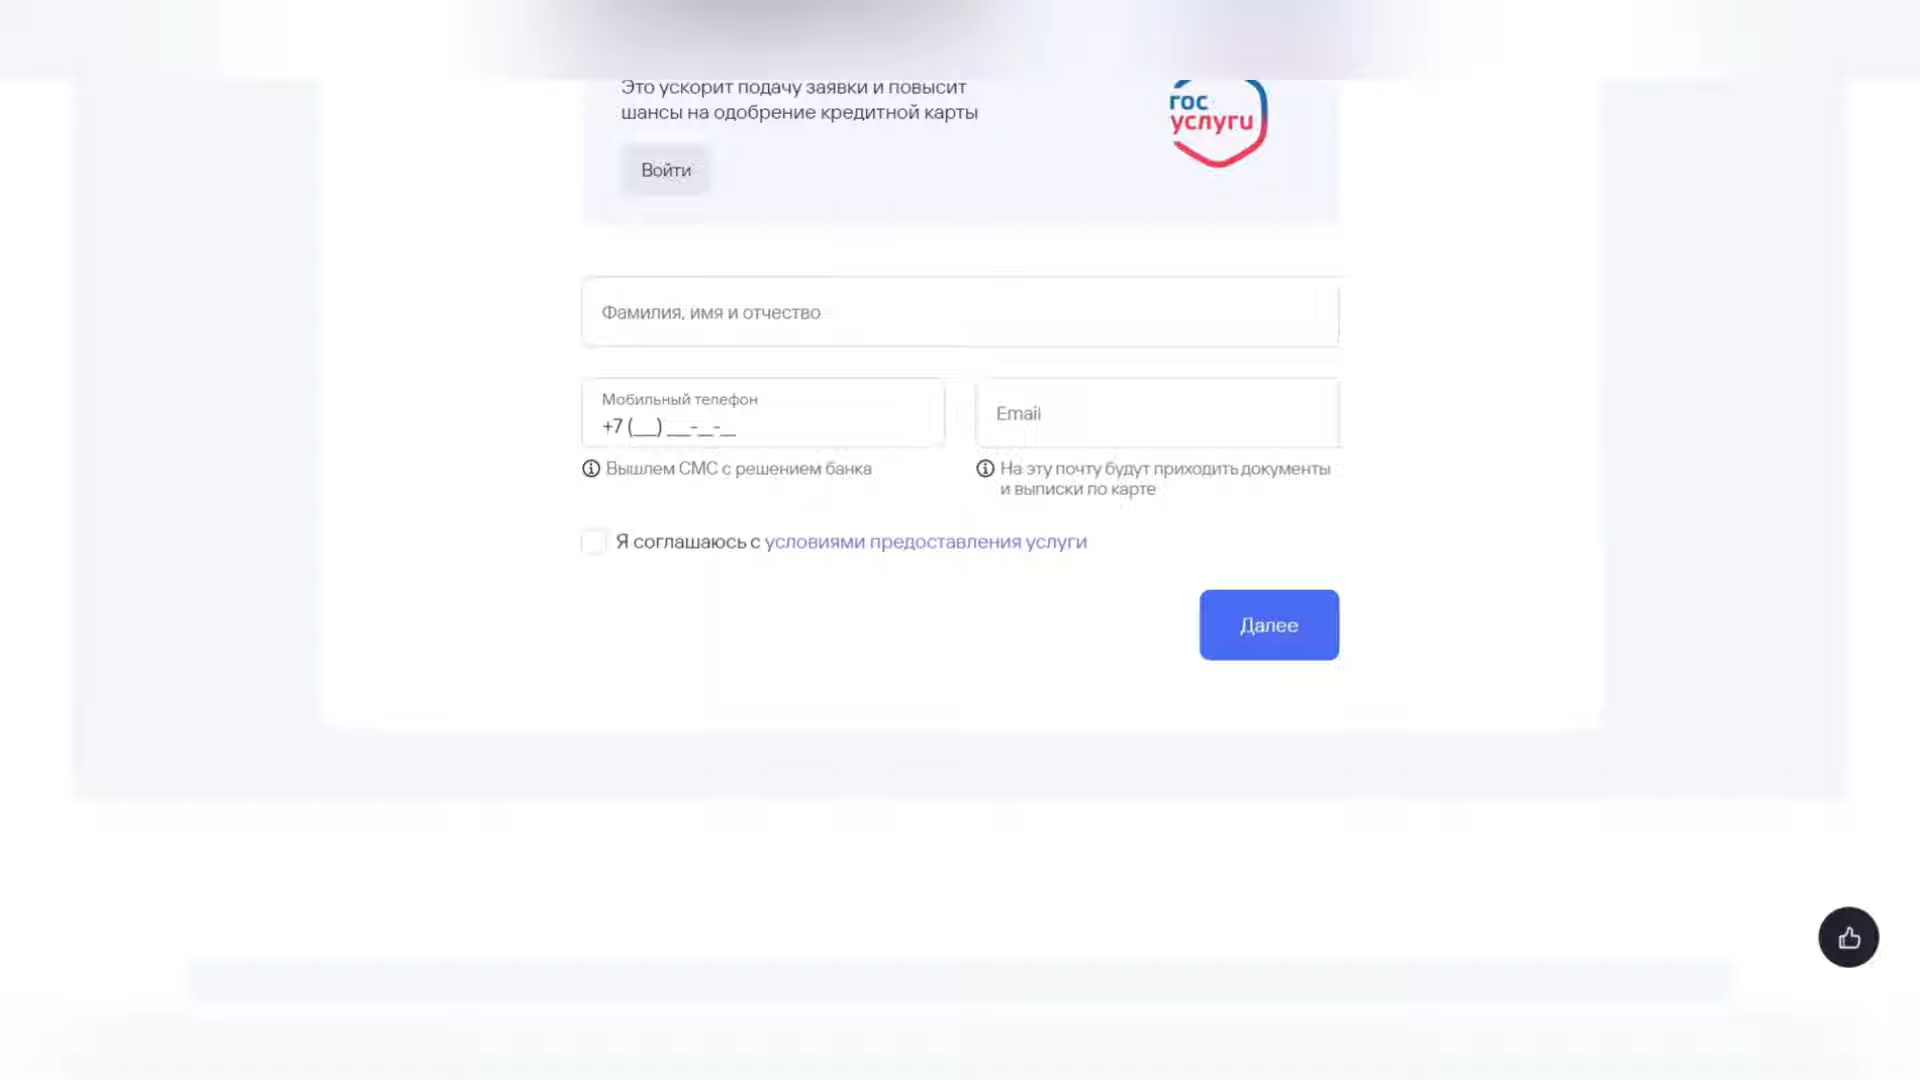 Это ускорит подачу заявки и повысит
шансы на одобрение кредитной карты
гос
услуги
Войти
Фамилия, имя и отчество
Мобильный телефон
+7 (__) ___-_-_
Email
Вышлем СМС с решением банка
На эту почту будут приходить документы
и выписки по карте
Я соглашаюсь с условиями предоставления услуги
Далее